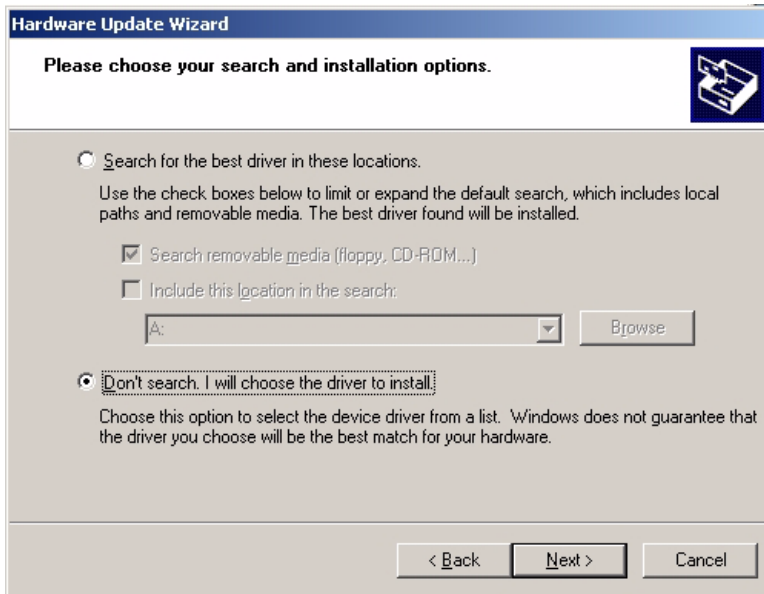 Hardware Update Wizard
Please choose your search and installation options.
Search for the best driver in these locations.
Use the check boxes below to limit or expand the default search, which includes local
paths and removable media. The best driver found will be installed.
Search removable media (floppy, CD-ROM...)
Include this location in the search:
A:
Browse
Don't search. I will choose the driver to install.
Choose this option to select the device driver from a list. Windows does not guarantee that
the driver you choose will be the best match for your hardware.
< Back Next > Cancel